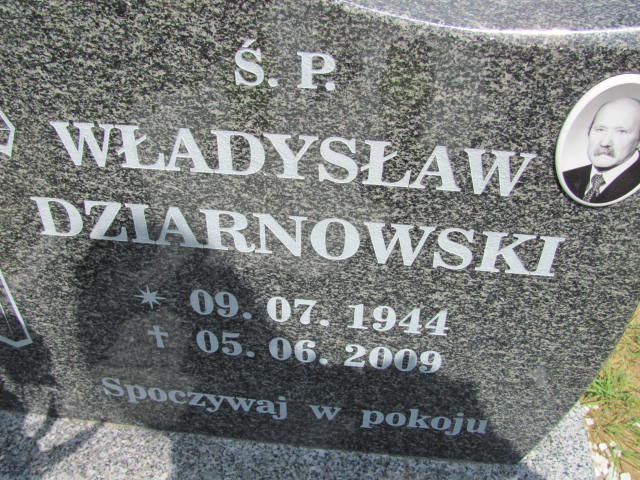 Ś. P.
WŁADYSŁAW
DZIARNOWSKI
* 09. 07. 1944
† 05. 06. 2009
Spoczywaj w pokoju